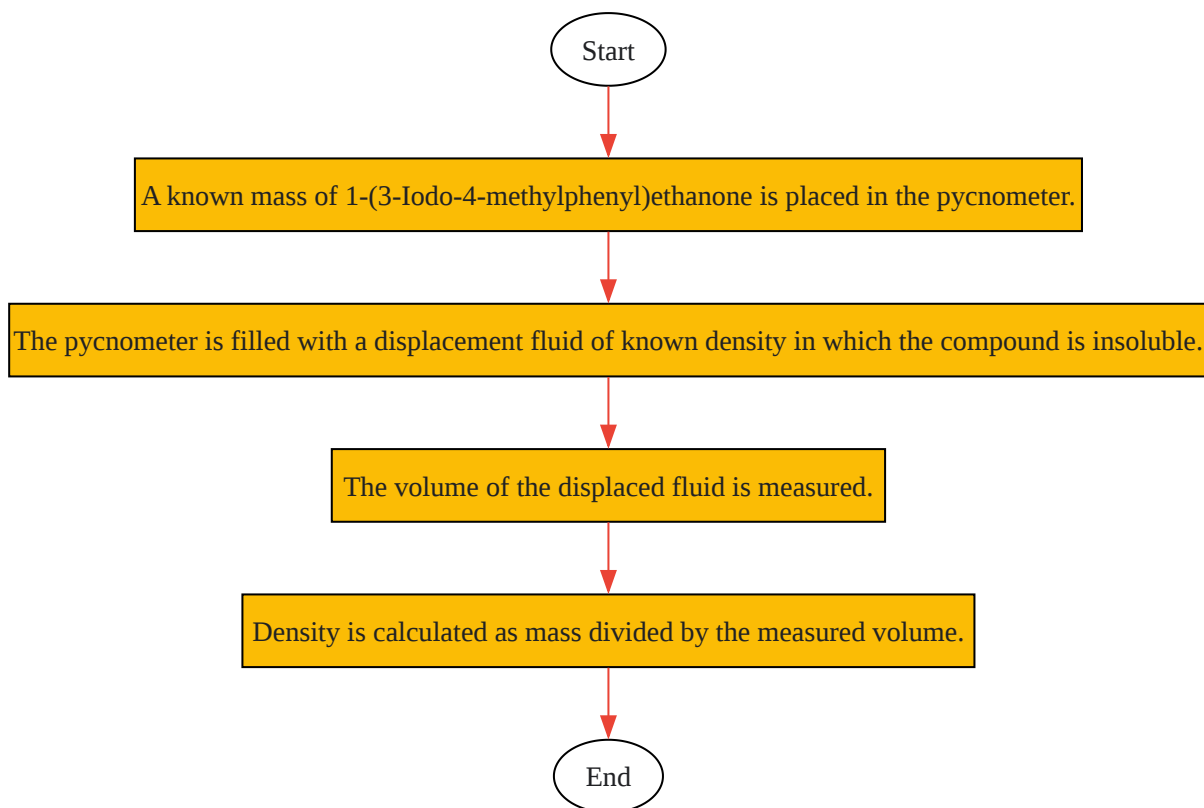 Start
A known mass of 1-(3-Iodo-4-methylphenyl)ethanone is placed in the pycnometer.
The pycnometer is filled with a displacement fluid of known density in which the compound is insoluble.
The volume of the displaced fluid is measured.
Density is calculated as mass divided by the measured volume.
End